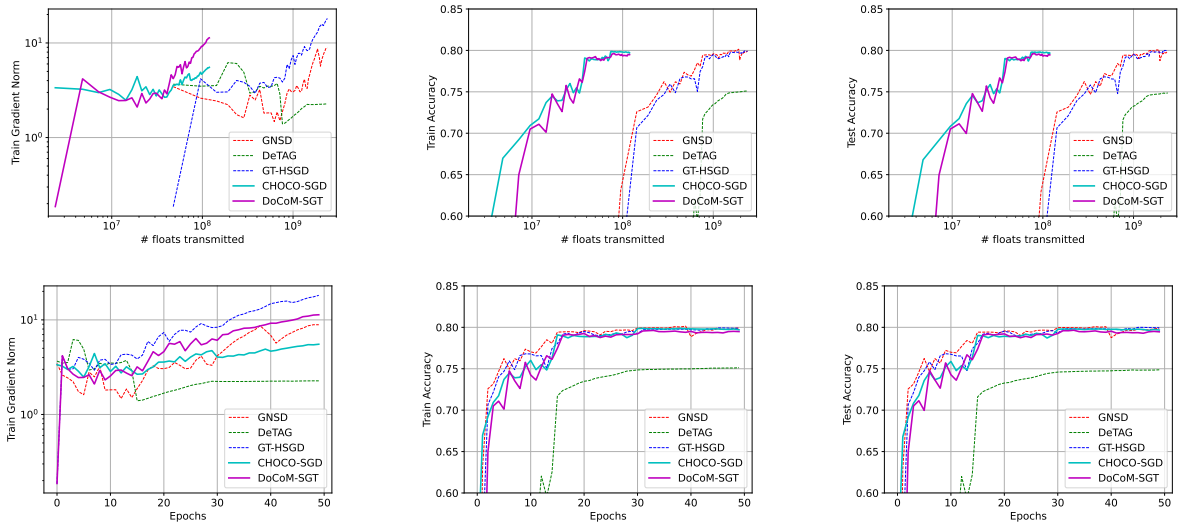 10¹
10⁰
Train Gradient Norm
10⁷
10⁸
10⁹
# floats transmitted
GNSD
DeTAG
GT-HSGD
CHOCO-SGD
DoCoM-SGT
0.85
0.80
0.75
0.70
0.65
0.60
Train Accuracy
10⁷
10⁸
10⁹
# floats transmitted
GNSD
DeTAG
GT-HSGD
CHOCO-SGD
DoCoM-SGT
0.85
0.80
0.75
0.70
0.65
0.60
Test Accuracy
10⁷
10⁸
10⁹
# floats transmitted
GNSD
DeTAG
GT-HSGD
CHOCO-SGD
DoCoM-SGT
10¹
10⁰
Train Gradient Norm
0 10 20 30 40 50
Epochs
GNSD
DeTAG
GT-HSGD
CHOCO-SGD
DoCoM-SGT
0.85
0.80
0.75
0.70
0.65
0.60
Train Accuracy
0 10 20 30 40 50
Epochs
GNSD
DeTAG
GT-HSGD
CHOCO-SGD
DoCoM-SGT
0.85
0.80
0.75
0.70
0.65
0.60
Test Accuracy
0 10 20 30 40 50
Epochs
GNSD
DeTAG
GT-HSGD
CHOCO-SGD
DoCoM-SGT